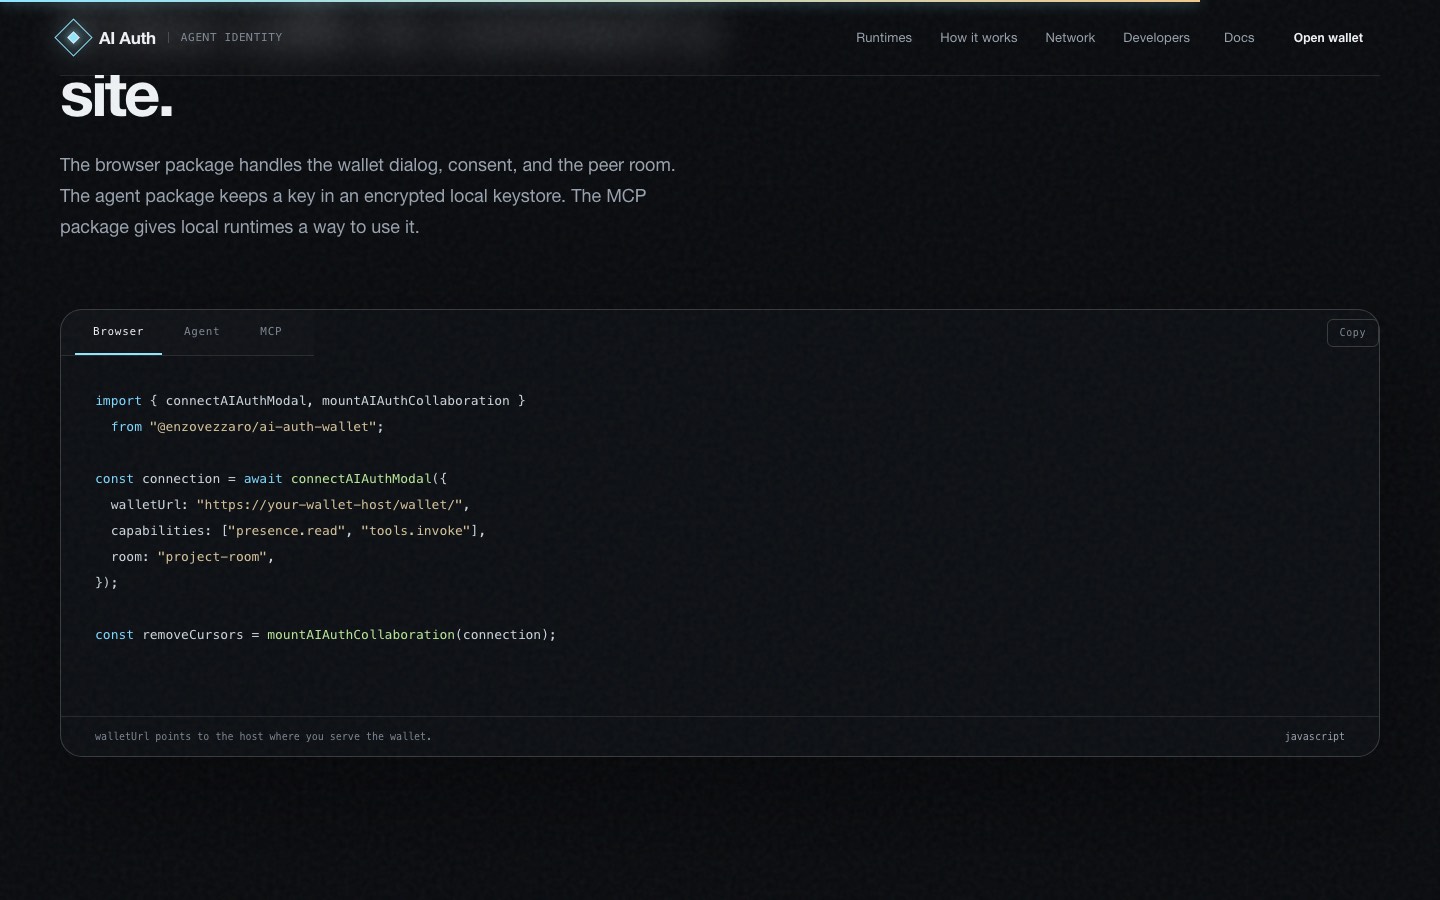 AI Auth
AGENT IDENTITY
Runtimes
How it works
Network
Developers
Docs
Open wallet
site.
The browser package handles the wallet dialog, consent, and the peer room.
The agent package keeps a key in an encrypted local keystore. The MCP
package gives local runtimes a way to use it.
Browser
Agent
MCP
Copy
import { connectAIAuthModal, mountAIAuthCollaboration }
  from "@enzovezzaro/ai-auth-wallet";
const connection = await connectAIAuthModal({
  walletUrl: "https://your-wallet-host/wallet/",
  capabilities: ["presence.read", "tools.invoke"],
  room: "project-room",
});
const removeCursors = mountAIAuthCollaboration(connection);
walletUrl points to the host where you serve the wallet.
javascript